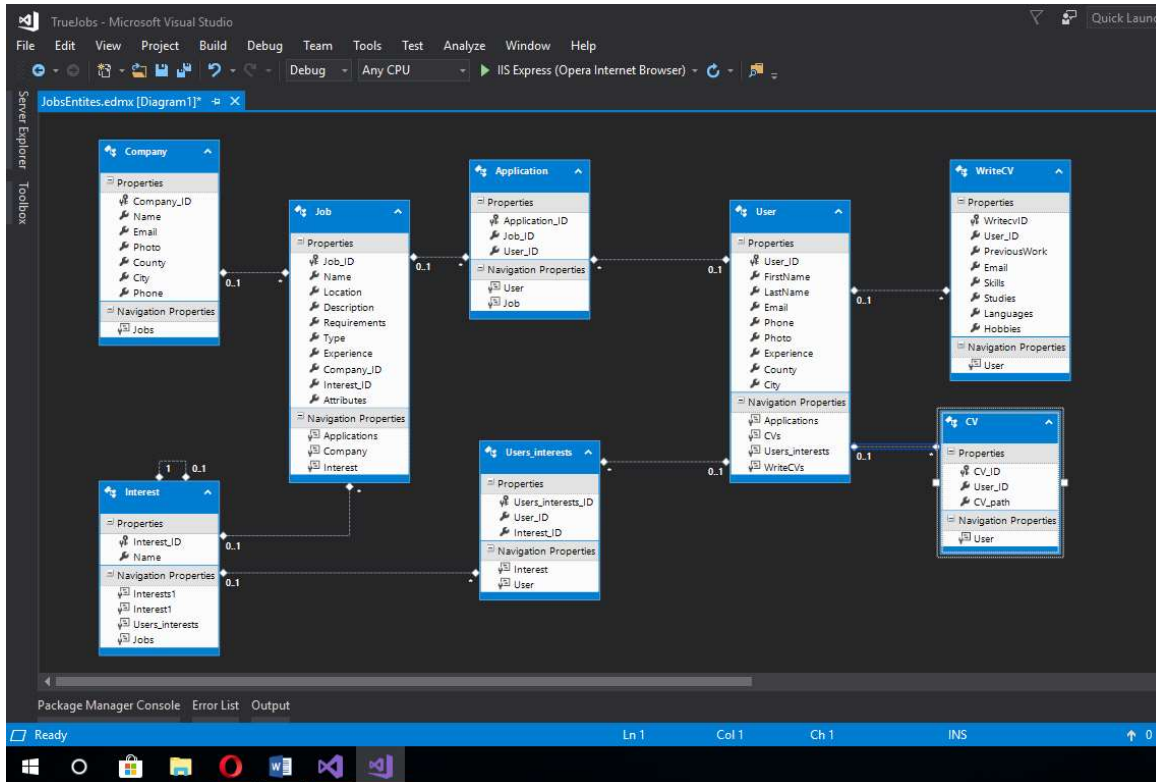 TrueJobs - Microsoft Visual Studio
Quick Launc
File Edit View Project Build Debug Team Tools Test Analyze Window Help
Debug Any CPU IIS Express (Opera Internet Browser)
Server Explorer
Toolbox
JobsEntites.edmx [Diagram1]*
Company
Properties
Company_ID
Name
Email
Photo
County
City
Phone
Navigation Properties
Jobs
0..1
*
Job
Properties
Job_ID
Name
Location
Description
Requirements
Type
Experience
Company_ID
Interest_ID
Attributes
Navigation Properties
Applications
Company
Interest
0..1
*
Application
Properties
Application_ID
Job_ID
User_ID
Navigation Properties
User
Job
*
0..1
User
Properties
User_ID
FirstName
LastName
Email
Phone
Photo
Experience
County
City
Navigation Properties
Applications
CVs
Users_interests
WriteCVs
0..1
*
WriteCV
Properties
WritecvID
User_ID
PreviousWork
Email
Skills
Studies
Languages
Hobbies
Navigation Properties
User
0..1
*
CV
Properties
CV_ID
User_ID
CV_path
Navigation Properties
User
1 0..1
Interest
Properties
Interest_ID
Name
Navigation Properties
Interests1
Interest1
Users_interests
Jobs
0..1
*
0..1
*
Users_interests
Properties
Users_interests_ID
User_ID
Interest_ID
Navigation Properties
Interest
User
*
0..1
Package Manager Console Error List Output
Ready Ln 1 Col 1 Ch 1 INS 0